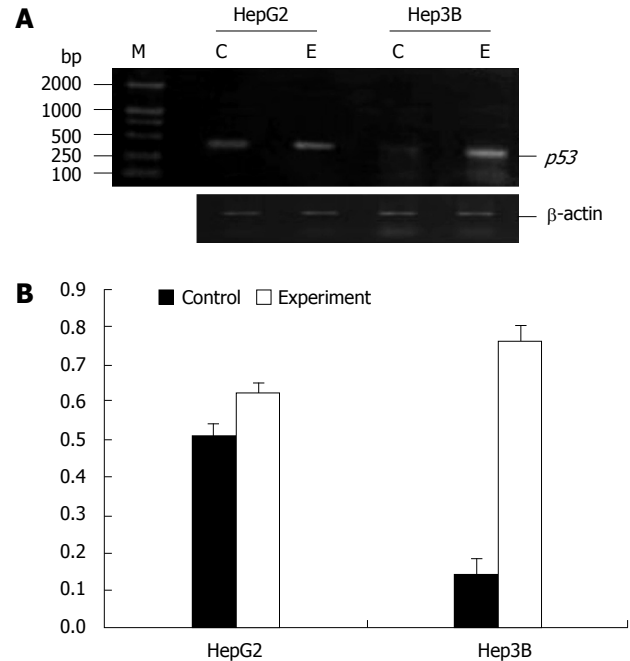 A
HepG2 Hep3B
bp M C E C E
2000
1000
500
250
100
p53
β-actin
B
0.9
0.8
0.7
0.6
0.5
0.4
0.3
0.2
0.1
0.0
Control Experiment
HepG2 Hep3B